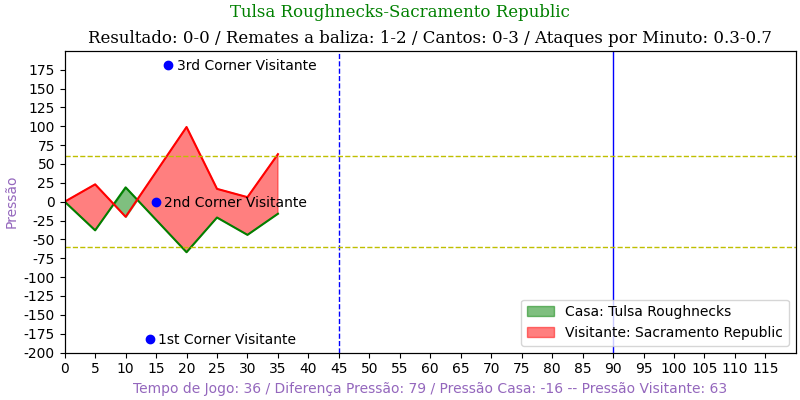 Tulsa Roughnecks-Sacramento Republic
Resultado: 0-0 / Remates a baliza: 1-2 / Cantos: 0-3 / Ataques por Minuto: 0.3-0.7
175
150
125
100
75
50
25
0
-25
-50
-75
-100
-125
-150
-175
-200
Pressão
3rd Corner Visitante
2nd Corner Visitante
1st Corner Visitante
Casa: Tulsa Roughnecks
Visitante: Sacramento Republic
0 5 10 15 20 25 30 35 40 45 50 55 60 65 70 75 80 85 90 95 100 105 110 115
Tempo de Jogo: 36 / Diferença Pressão: 79 / Pressão Casa: -16 -- Pressão Visitante: 63